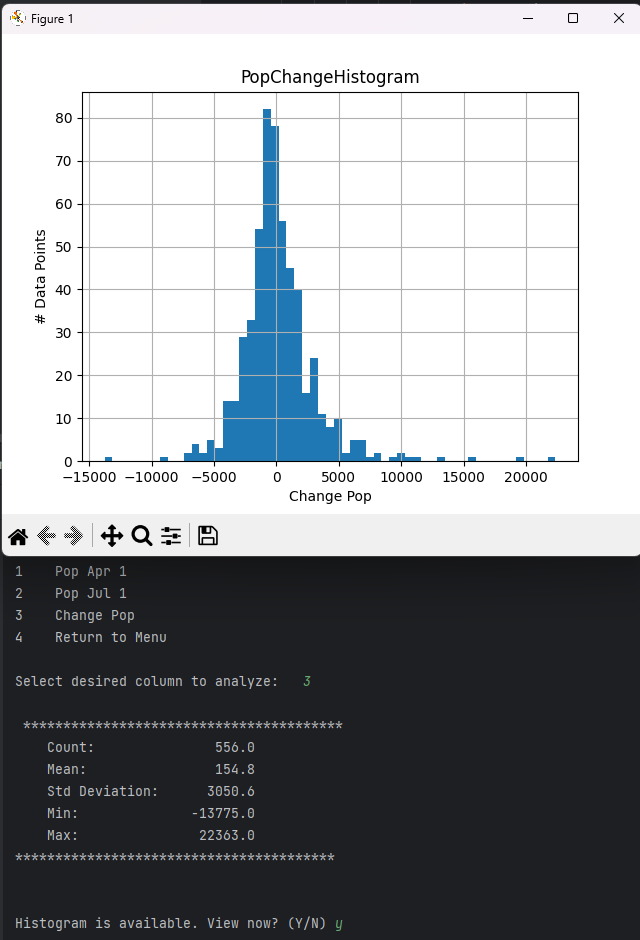 Figure 1
PopChangeHistogram
80
70
60
50
40
30
20
10
0
# Data Points
−15000 −10000 −5000 0 5000 10000 15000 20000
Change Pop
1 Pop Apr 1
2 Pop Jul 1
3 Change Pop
4 Return to Menu
Select desired column to analyze: 3
****************************************
Count: 556.0
Mean: 154.8
Std Deviation: 3050.6
Min: -13775.0
Max: 22363.0
****************************************
Histogram is available. View now? (Y/N) y